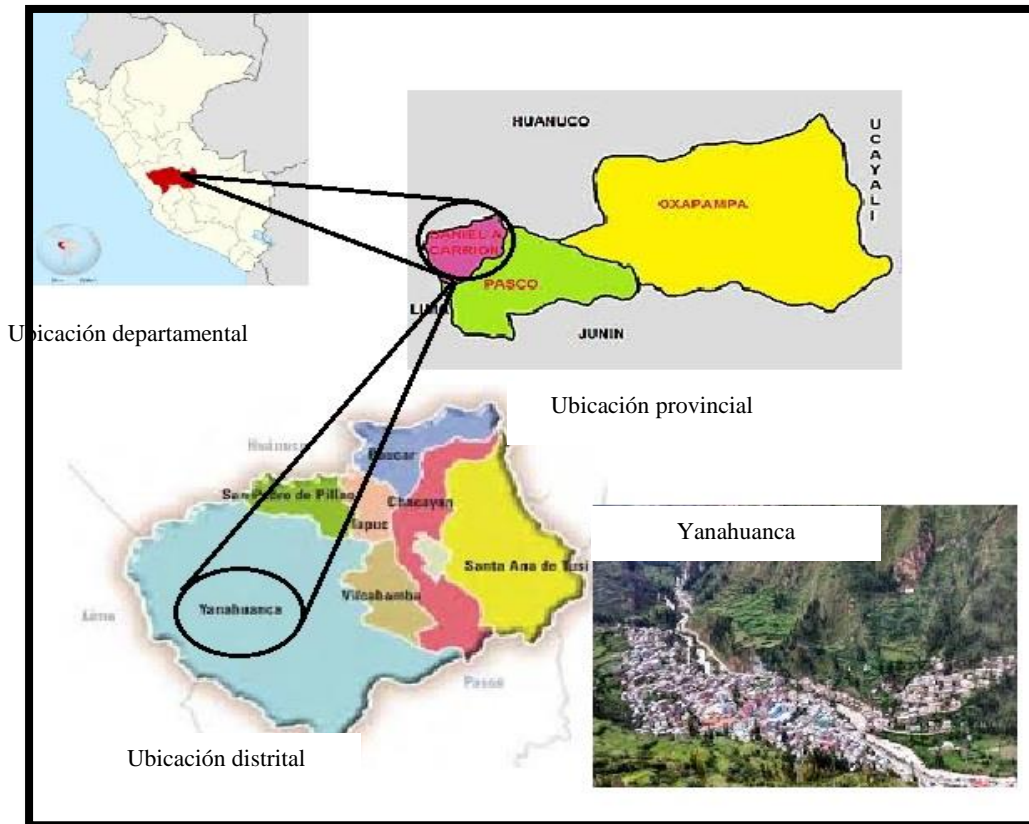 HUANUCO
UCAYALI
OXAPAMPA
DANIEL A
CARRION
PASCO
LIMA
JUNIN
Ubicación departamental
Ubicación provincial
Huánuco
Paucar
San Pedro de Pillao
Chacayan
Tapuc
Santa Ana de Tusi
Vilcabamba
Yanahuanca
Lima
Pasco
Ubicación distrital
Yanahuanca